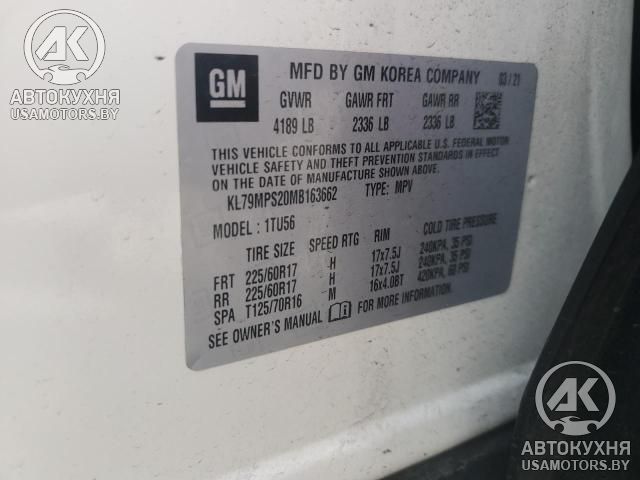 AK
АВТОКУХНЯ
USAMOTORS.BY/
GM
MFD BY GM KOREA COMPANY 03/21
GVWR GAWR FRT GAWR RR
4189 LB 2336 LB 2336 LB
THIS VEHICLE CONFORMS TO ALL APPLICABLE U.S. FEDERAL MOTOR
VEHICLE SAFETY AND THEFT PREVENTION STANDARDS IN EFFECT
ON THE DATE OF MANUFACTURE SHOWN ABOVE.
KL79MPS20MB163662 TYPE: MPV
MODEL: 1TU56
TIRE SIZE SPEED RTG RIM COLD TIRE PRESSURE
FRT 225/60R17 H 17x7.5J 240KPA, 35 PSI
RR 225/60R17 H 17x7.5J 240KPA, 35 PSI
SPA T125/70R16 M 16x4.0BT 420KPA, 60 PSI
SEE OWNER'S MANUAL FOR MORE INFORMATION.
AK
АВТОКУХНЯ
USAMOTORS.BY/